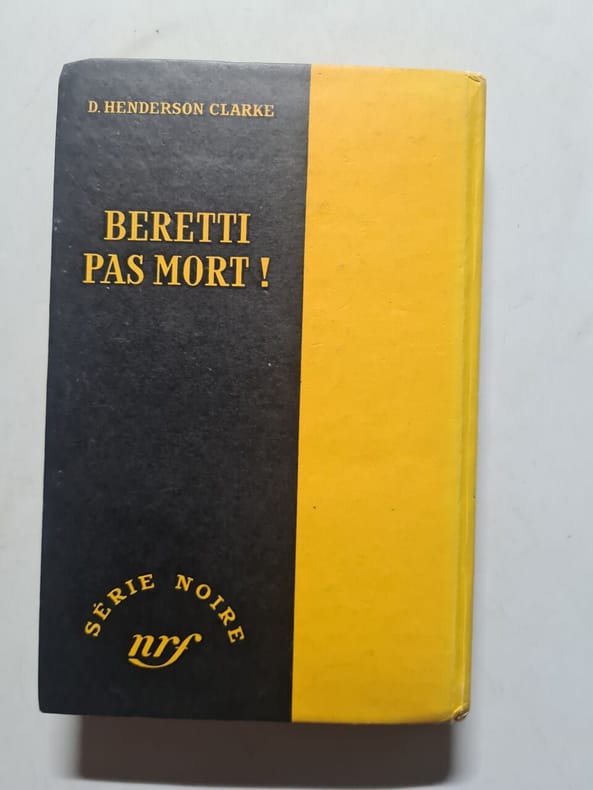 D. HENDERSON CLARKE
BERETTI
PAS MORT !
SÉRIE NOIRE
nrf